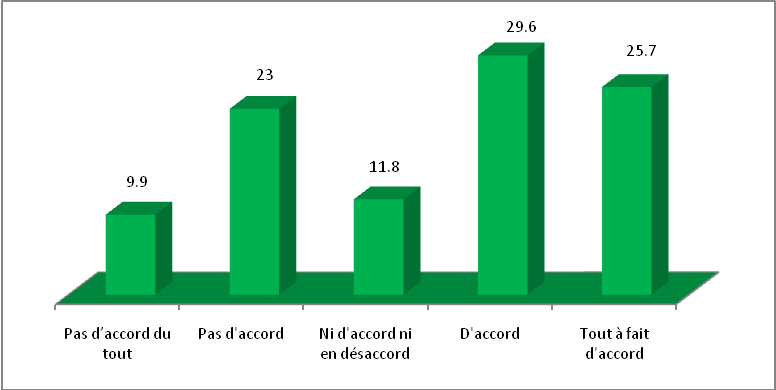 29.6
25.7
23
11.8
9.9
Pas d’accord du tout
Pas d'accord
Ni d'accord ni en désaccord
D'accord
Tout à fait d'accord